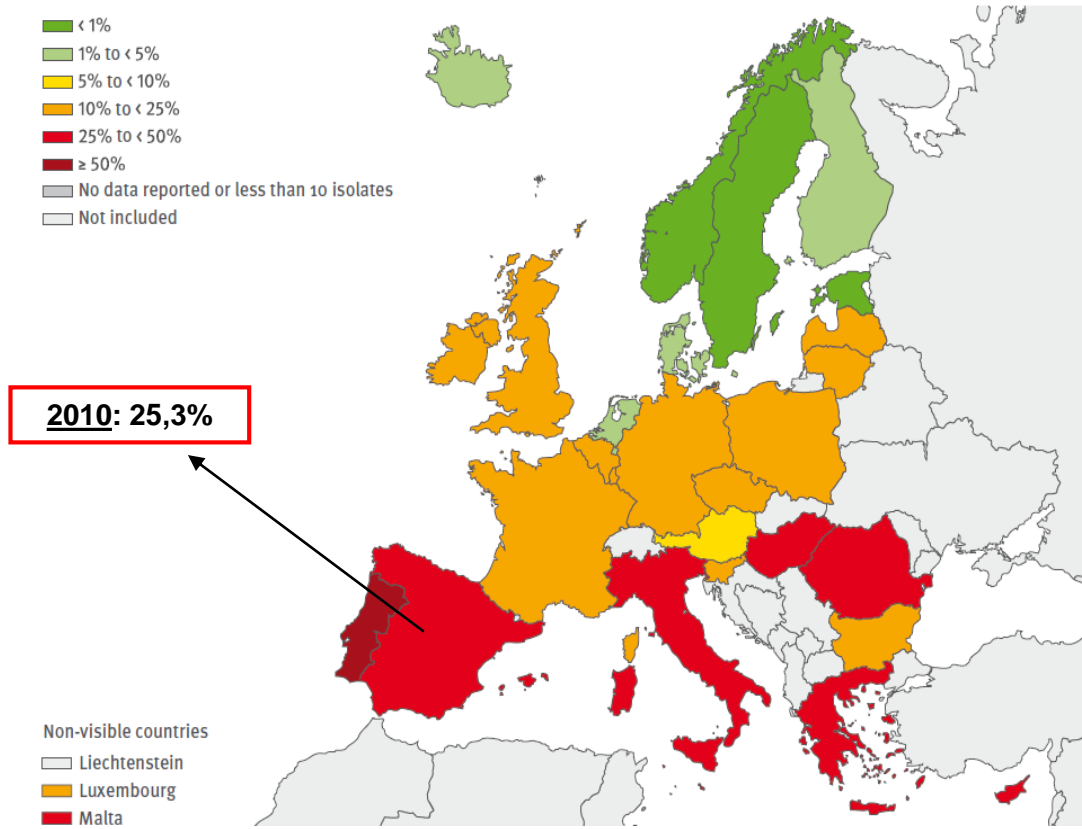 < 1%
1% to < 5%
5% to < 10%
10% to < 25%
25% to < 50%
≥ 50%
No data reported or less than 10 isolates
Not included
2010: 25,3%
Non-visible countries
Liechtenstein
Luxembourg
Malta